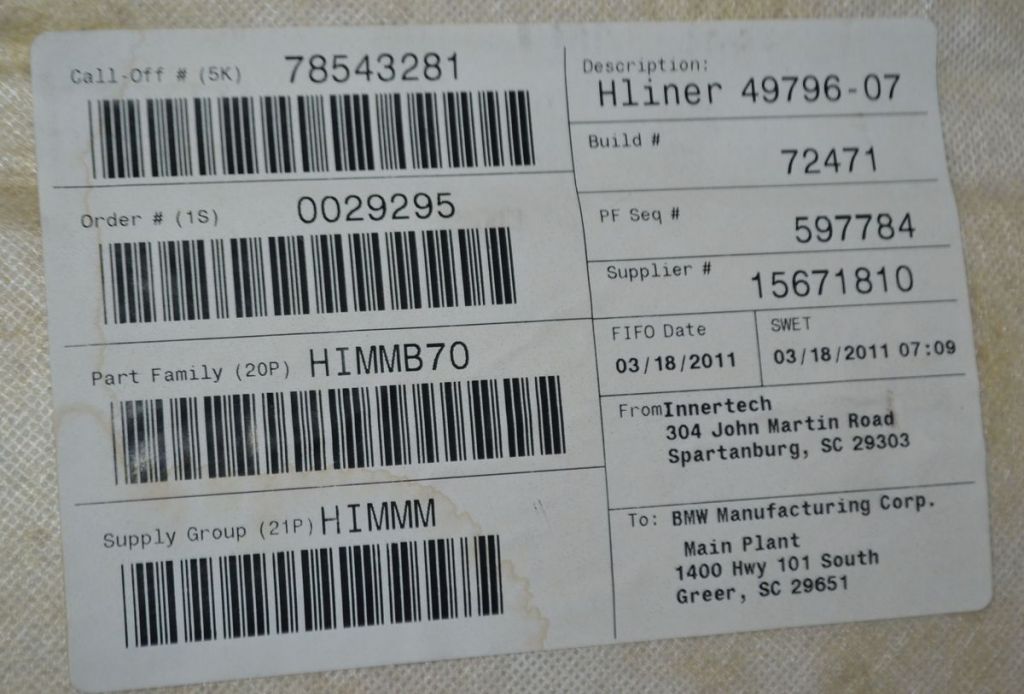 Call-Off # (5K) 78543281
Order # (1S) 0029295
Part Family (20P) HIMMB70
Supply Group (21P) HIMMM
Description:
Hliner 49796-07
Build #
72471
PF Seq #
597784
Supplier #
15671810
FIFO Date
03/18/2011
SWET
03/18/2011 07:09
From Innertech
304 John Martin Road
Spartanburg, SC 29303
To: BMW Manufacturing Corp.
Main Plant
1400 Hwy 101 South
Greer, SC 29651